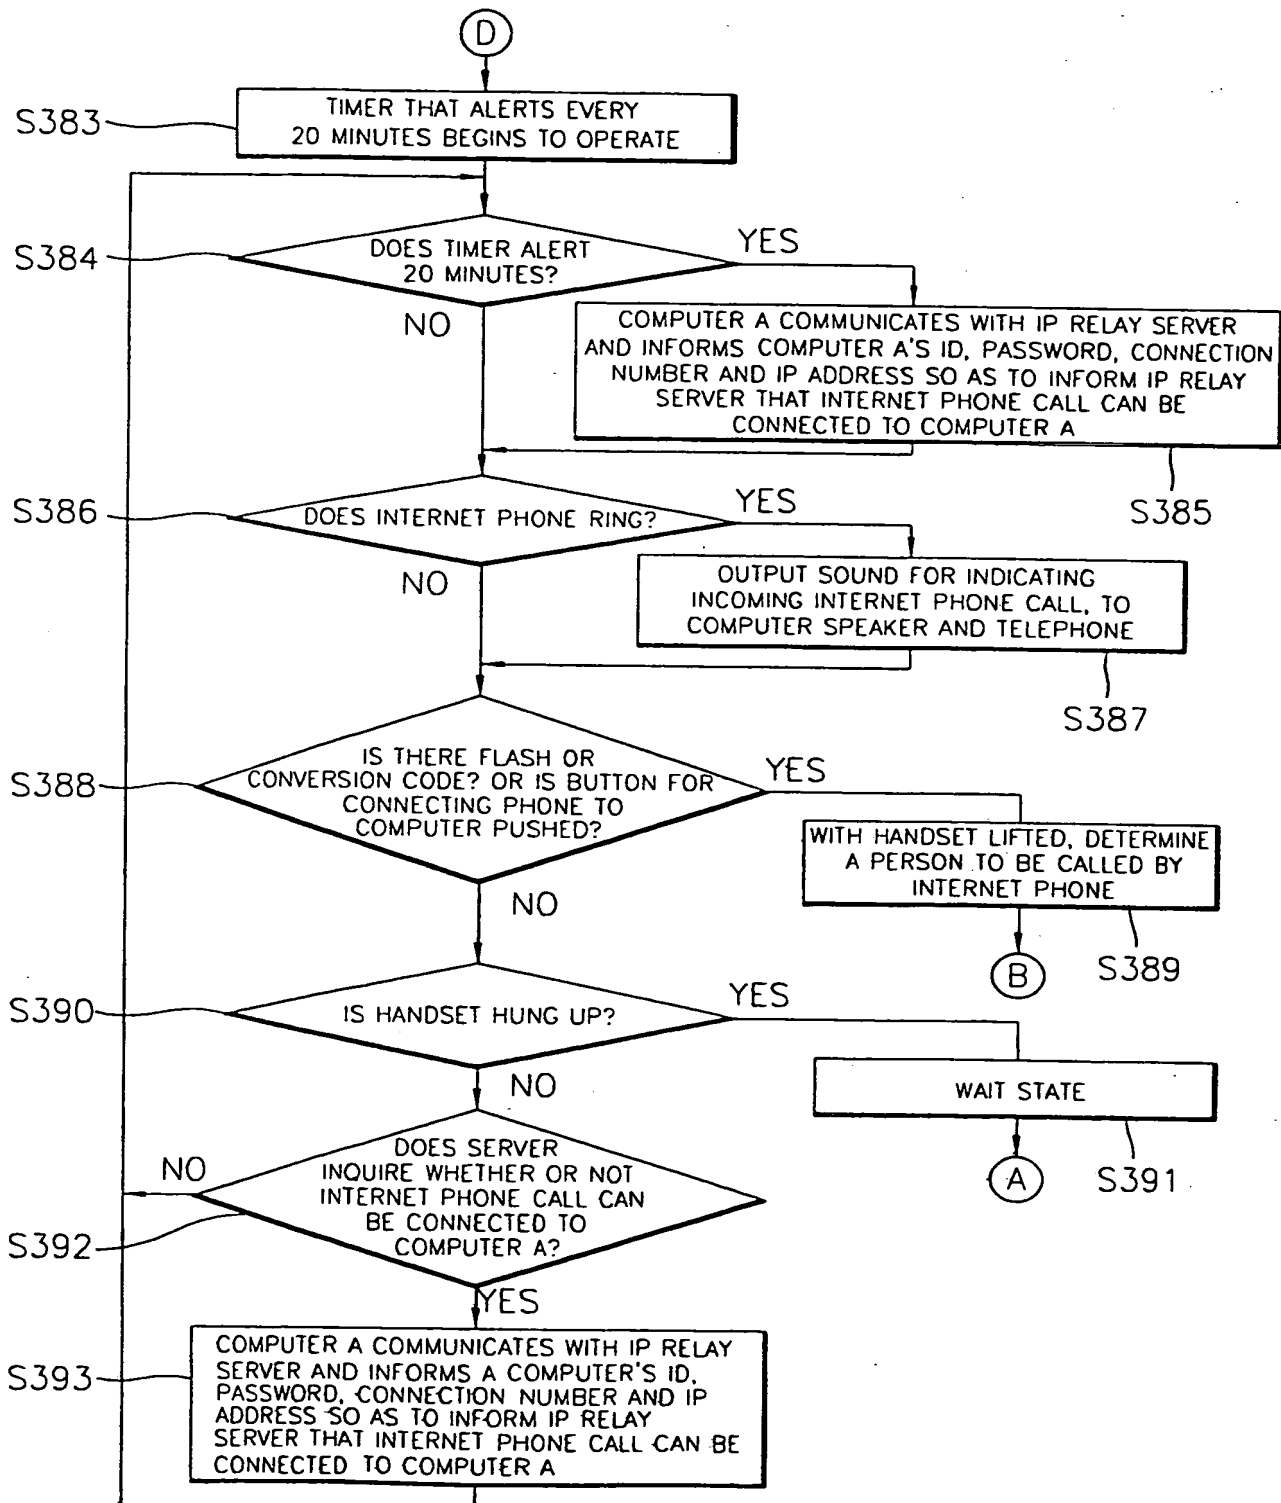 D
S383
TIMER THAT ALERTS EVERY
20 MINUTES BEGINS TO OPERATE
S384
DOES TIMER ALERT
20 MINUTES?
YES
NO
COMPUTER A COMMUNICATES WITH IP RELAY SERVER
AND INFORMS COMPUTER A'S ID, PASSWORD, CONNECTION
NUMBER AND IP ADDRESS SO AS TO INFORM IP RELAY
SERVER THAT INTERNET PHONE CALL CAN BE
CONNECTED TO COMPUTER A
S385
S386
DOES INTERNET PHONE RING?
YES
NO
OUTPUT SOUND FOR INDICATING
INCOMING INTERNET PHONE CALL, TO
COMPUTER SPEAKER AND TELEPHONE
S387
S388
IS THERE FLASH OR
CONVERSION CODE? OR IS BUTTON FOR
CONNECTING PHONE TO
COMPUTER PUSHED?
YES
NO
WITH HANDSET LIFTED, DETERMINE
A PERSON TO BE CALLED BY
INTERNET PHONE
S389
B
S390
IS HANDSET HUNG UP?
YES
NO
WAIT STATE
S391
A
S392
DOES SERVER
INQUIRE WHETHER OR NOT
INTERNET PHONE CALL CAN
BE CONNECTED TO
COMPUTER A?
NO
YES
S393
COMPUTER A COMMUNICATES WITH IP RELAY
SERVER AND INFORMS A COMPUTER'S ID,
PASSWORD, CONNECTION NUMBER AND IP
ADDRESS SO AS TO INFORM IP RELAY
SERVER THAT INTERNET PHONE CALL CAN BE
CONNECTED TO COMPUTER A